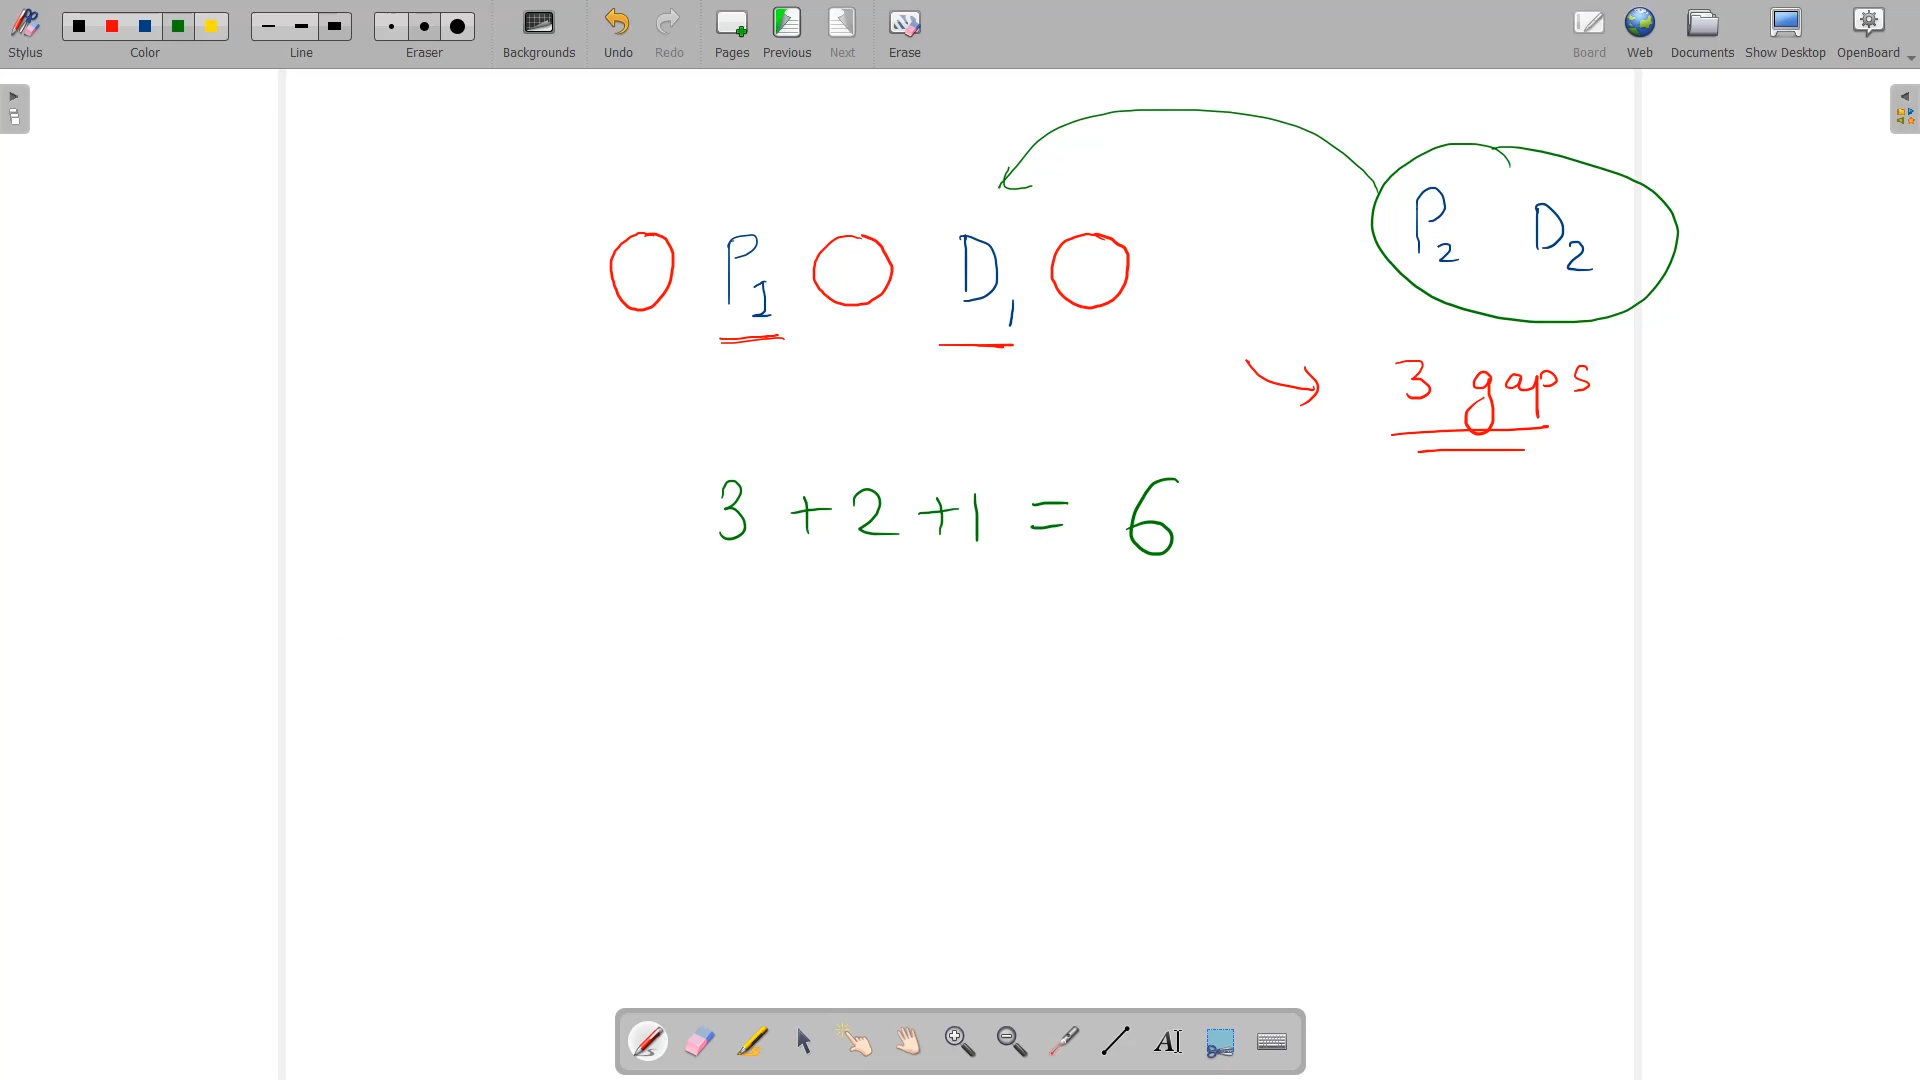 Stylus Color Line Eraser Backgrounds Undo Redo Pages Previous Next Erase Board Web Documents Show Desktop OpenBoard
P2 D2
P1 D1
3 gaps
3 + 2 + 1 = 6
AI